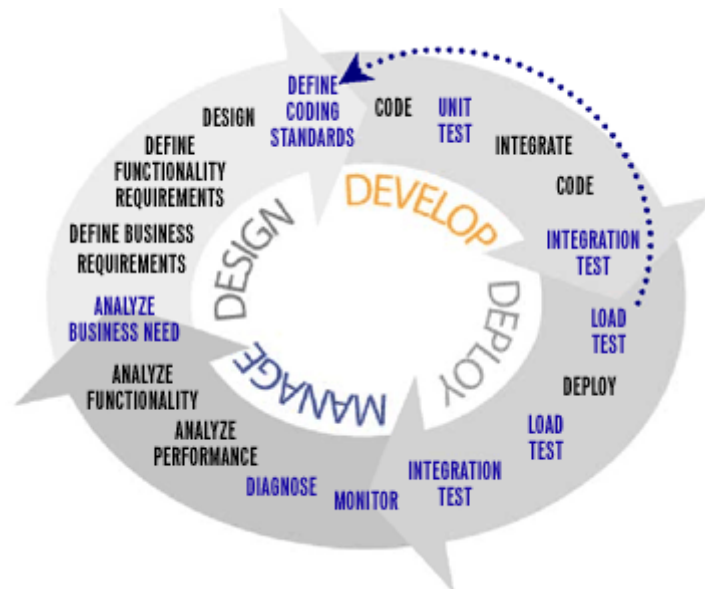 DEFINE
CODING
STANDARDS
CODE
UNIT
TEST
INTEGRATE
CODE
INTEGRATION
TEST
LOAD
TEST
DEPLOY
LOAD
TEST
INTEGRATION
TEST
MONITOR
DIAGNOSE
ANALYZE
PERFORMANCE
ANALYZE
FUNCTIONALITY
ANALYZE
BUSINESS NEED
DEFINE BUSINESS
REQUIREMENTS
DEFINE
FUNCTIONALITY
REQUIREMENTS
DESIGN
DESIGN
DEVELOP
DEPLOY
MANAGE